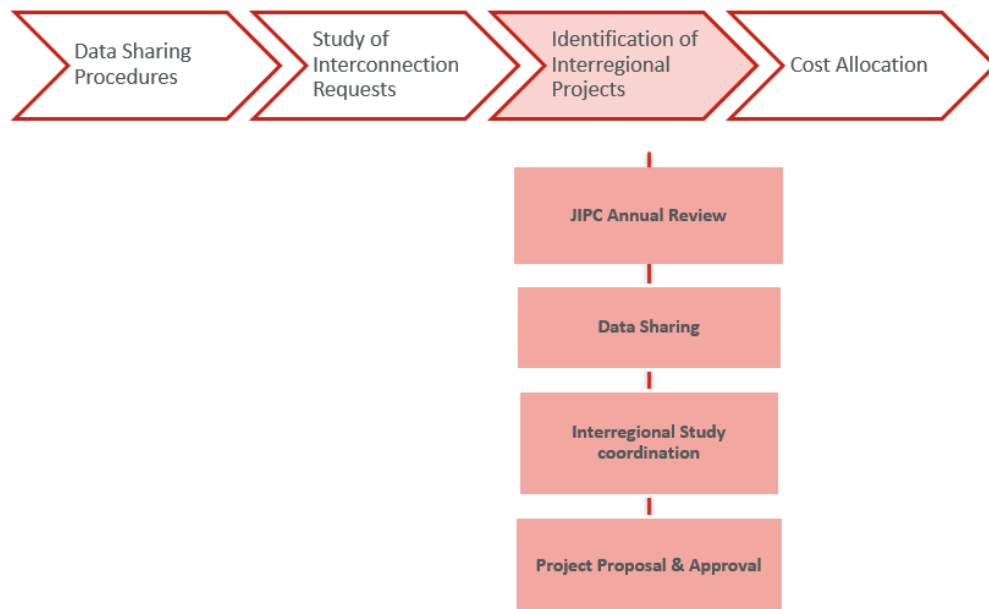 Data Sharing
Procedures
Study of
Interconnection
Requests
Identification of
Interregional
Projects
Cost Allocation
JIPC Annual Review
Data Sharing
Interregional Study
coordination
Project Proposal & Approval